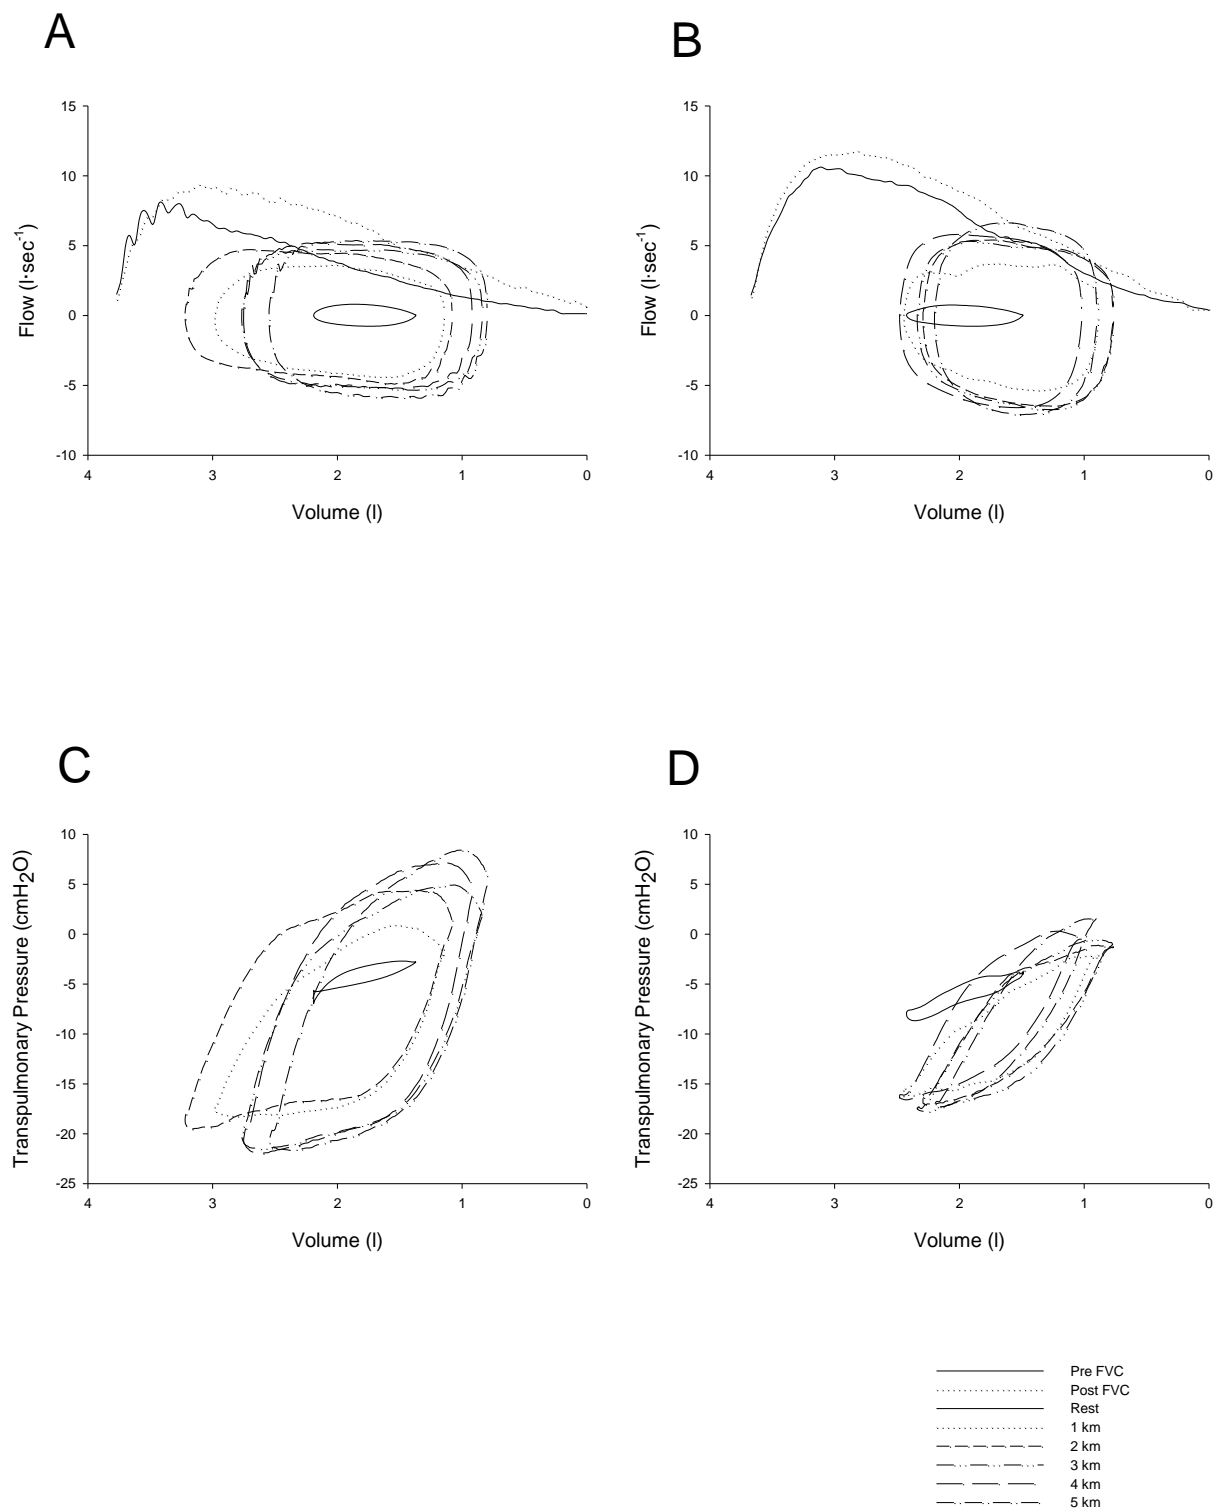 A
B
15
10
5
0
-5
-10
Flow (l·sec⁻¹)
4 3 2 1 0
Volume (l)
15
10
5
0
-5
-10
Flow (l·sec⁻¹)
4 3 2 1 0
Volume (l)
C
D
10
5
0
-5
-10
-15
-20
-25
Transpulmonary Pressure (cmH₂O)
4 3 2 1 0
Volume (l)
10
5
0
-5
-10
-15
-20
-25
Transpulmonary Pressure (cmH₂O)
4 3 2 1 0
Volume (l)
Pre FVC
Post FVC
Rest
1 km
2 km
3 km
4 km
5 km